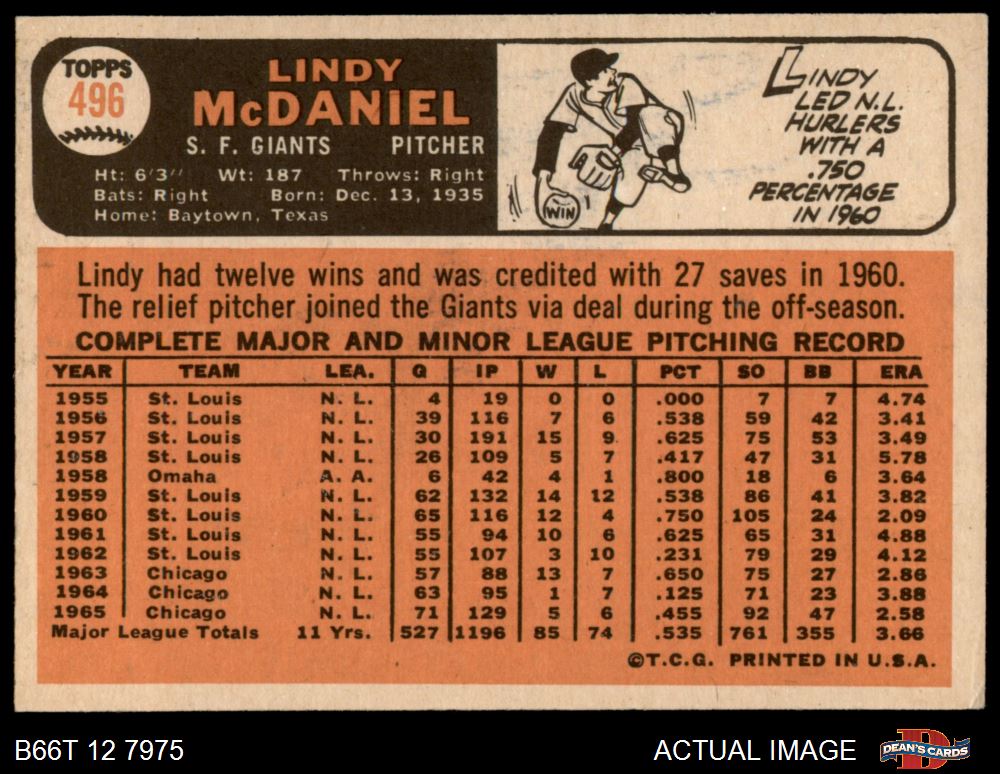 TOPPS
496
LINDY
McDANIEL
S. F. GIANTS PITCHER
Ht: 6'3" Wt: 187 Throws: Right
Bats: Right Born: Dec. 13, 1935
Home: Baytown, Texas
WIN
LINDY
LED N.L.
HURLERS
WITH A
.750
PERCENTAGE
IN 1960
Lindy had twelve wins and was credited with 27 saves in 1960.
The relief pitcher joined the Giants via deal during the off-season.
COMPLETE MAJOR AND MINOR LEAGUE PITCHING RECORD
YEAR TEAM LEA. G IP W L PCT SO BB ERA
1955 St. Louis N. L. 4 19 0 0 .000 7 7 4.74
1956 St. Louis N. L. 39 116 7 6 .538 59 42 3.41
1957 St. Louis N. L. 30 191 15 9 .625 75 53 3.49
1958 St. Louis N. L. 26 109 5 7 .417 47 31 5.78
1958 Omaha A. A. 6 42 4 1 .800 18 6 3.64
1959 St. Louis N. L. 62 132 14 12 .538 86 41 3.82
1960 St. Louis N. L. 65 116 12 4 .750 105 24 2.09
1961 St. Louis N. L. 55 94 10 6 .625 65 31 4.88
1962 St. Louis N. L. 55 107 3 10 .231 79 29 4.12
1963 Chicago N. L. 57 88 13 7 .650 75 27 2.86
1964 Chicago N. L. 63 95 1 7 .125 71 23 3.88
1965 Chicago N. L. 71 129 5 6 .455 92 47 2.58
Major League Totals 11 Yrs. 527 1196 85 74 .535 761 355 3.66
©T.C.G. PRINTED IN U.S.A.
B66T 12 7975 ACTUAL IMAGE DEAN'S CARDS